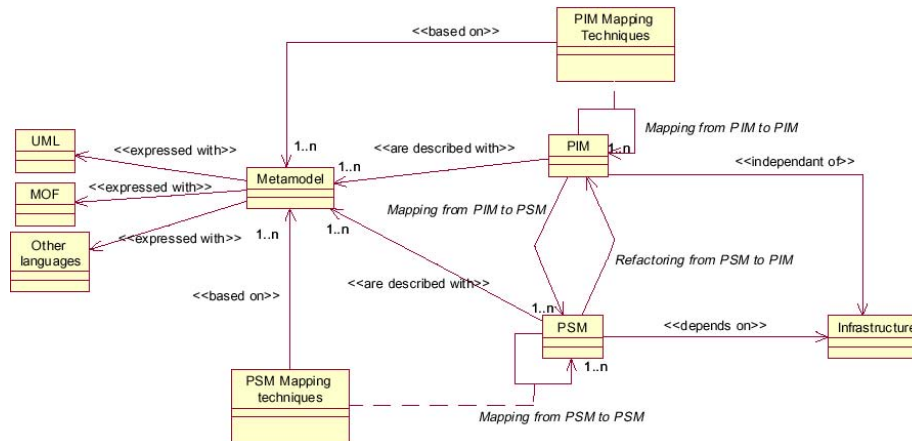 PIM Mapping
Techniques
<<based on>>
Mapping from PIM to PIM
UML
<<expressed with>>
1..n
<<are described with>>
PIM
1..n
<<independant of>>
1..n
Metamodel
MOF
<<expressed with>>
Mapping from PIM to PSM
Other
languages
<<expressed with>>
1..n
1..n
Refactoring from PSM to PIM
<<are described with>>
<<based on>>
1..n
PSM
<<depends on>>
Infrastructure
1..n
PSM Mapping
techniques
Mapping from PSM to PSM